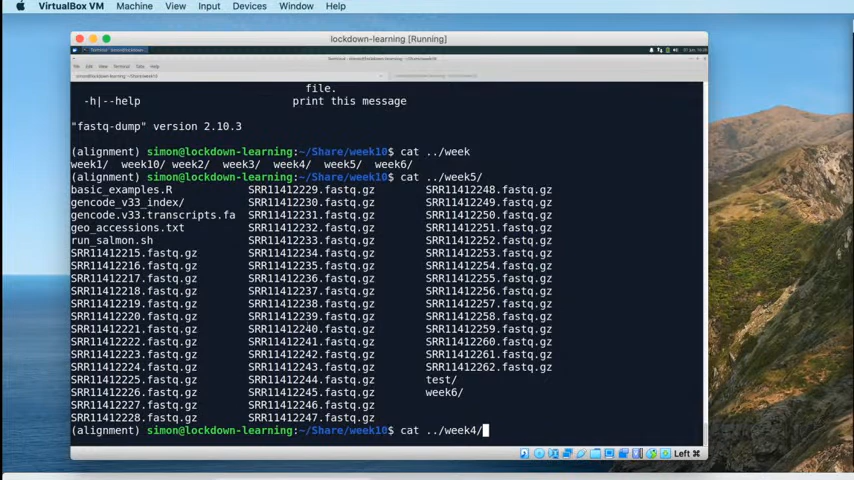 VirtualBox VM Machine View Input Devices Window Help
lockdown-learning [Running]
file.
-h|--help print this message
"fastq-dump" version 2.10.3
(alignment) simon@lockdown-learning:~/Share/week10$ cat ../week
week1/ week10/ week2/ week3/ week4/ week5/ week6/
(alignment) simon@lockdown-learning:~/Share/week10$ cat ../week5/
basic_examples.R SRR11412229.fastq.gz SRR11412248.fastq.gz
gencode_v33_index/ SRR11412230.fastq.gz SRR11412249.fastq.gz
gencode.v33.transcripts.fa SRR11412231.fastq.gz SRR11412250.fastq.gz
geo_accessions.txt SRR11412232.fastq.gz SRR11412251.fastq.gz
run_salmon.sh SRR11412233.fastq.gz SRR11412252.fastq.gz
SRR11412215.fastq.gz SRR11412234.fastq.gz SRR11412253.fastq.gz
SRR11412216.fastq.gz SRR11412235.fastq.gz SRR11412254.fastq.gz
SRR11412217.fastq.gz SRR11412236.fastq.gz SRR11412255.fastq.gz
SRR11412218.fastq.gz SRR11412237.fastq.gz SRR11412256.fastq.gz
SRR11412219.fastq.gz SRR11412238.fastq.gz SRR11412257.fastq.gz
SRR11412220.fastq.gz SRR11412239.fastq.gz SRR11412258.fastq.gz
SRR11412221.fastq.gz SRR11412240.fastq.gz SRR11412259.fastq.gz
SRR11412222.fastq.gz SRR11412241.fastq.gz SRR11412260.fastq.gz
SRR11412223.fastq.gz SRR11412242.fastq.gz SRR11412261.fastq.gz
SRR11412224.fastq.gz SRR11412243.fastq.gz SRR11412262.fastq.gz
SRR11412225.fastq.gz SRR11412244.fastq.gz test/
SRR11412226.fastq.gz SRR11412245.fastq.gz week6/
SRR11412227.fastq.gz SRR11412246.fastq.gz
SRR11412228.fastq.gz SRR11412247.fastq.gz
(alignment) simon@lockdown-learning:~/Share/week10$ cat ../week4/
Left ⌘